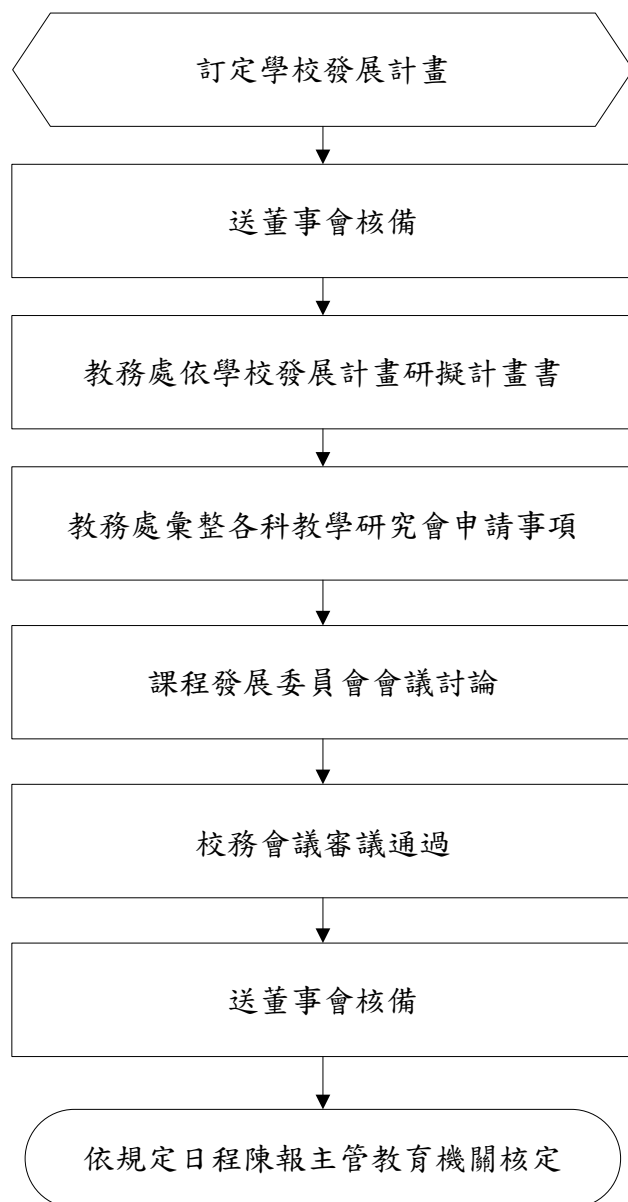 訂定學校發展計畫
送董事會核備
教務處依學校發展計畫研擬計畫書
教務處彙整各科教學研究會申請事項
課程發展委員會會議討論
校務會議審議通過
送董事會核備
依規定日程陳報主管教育機關核定